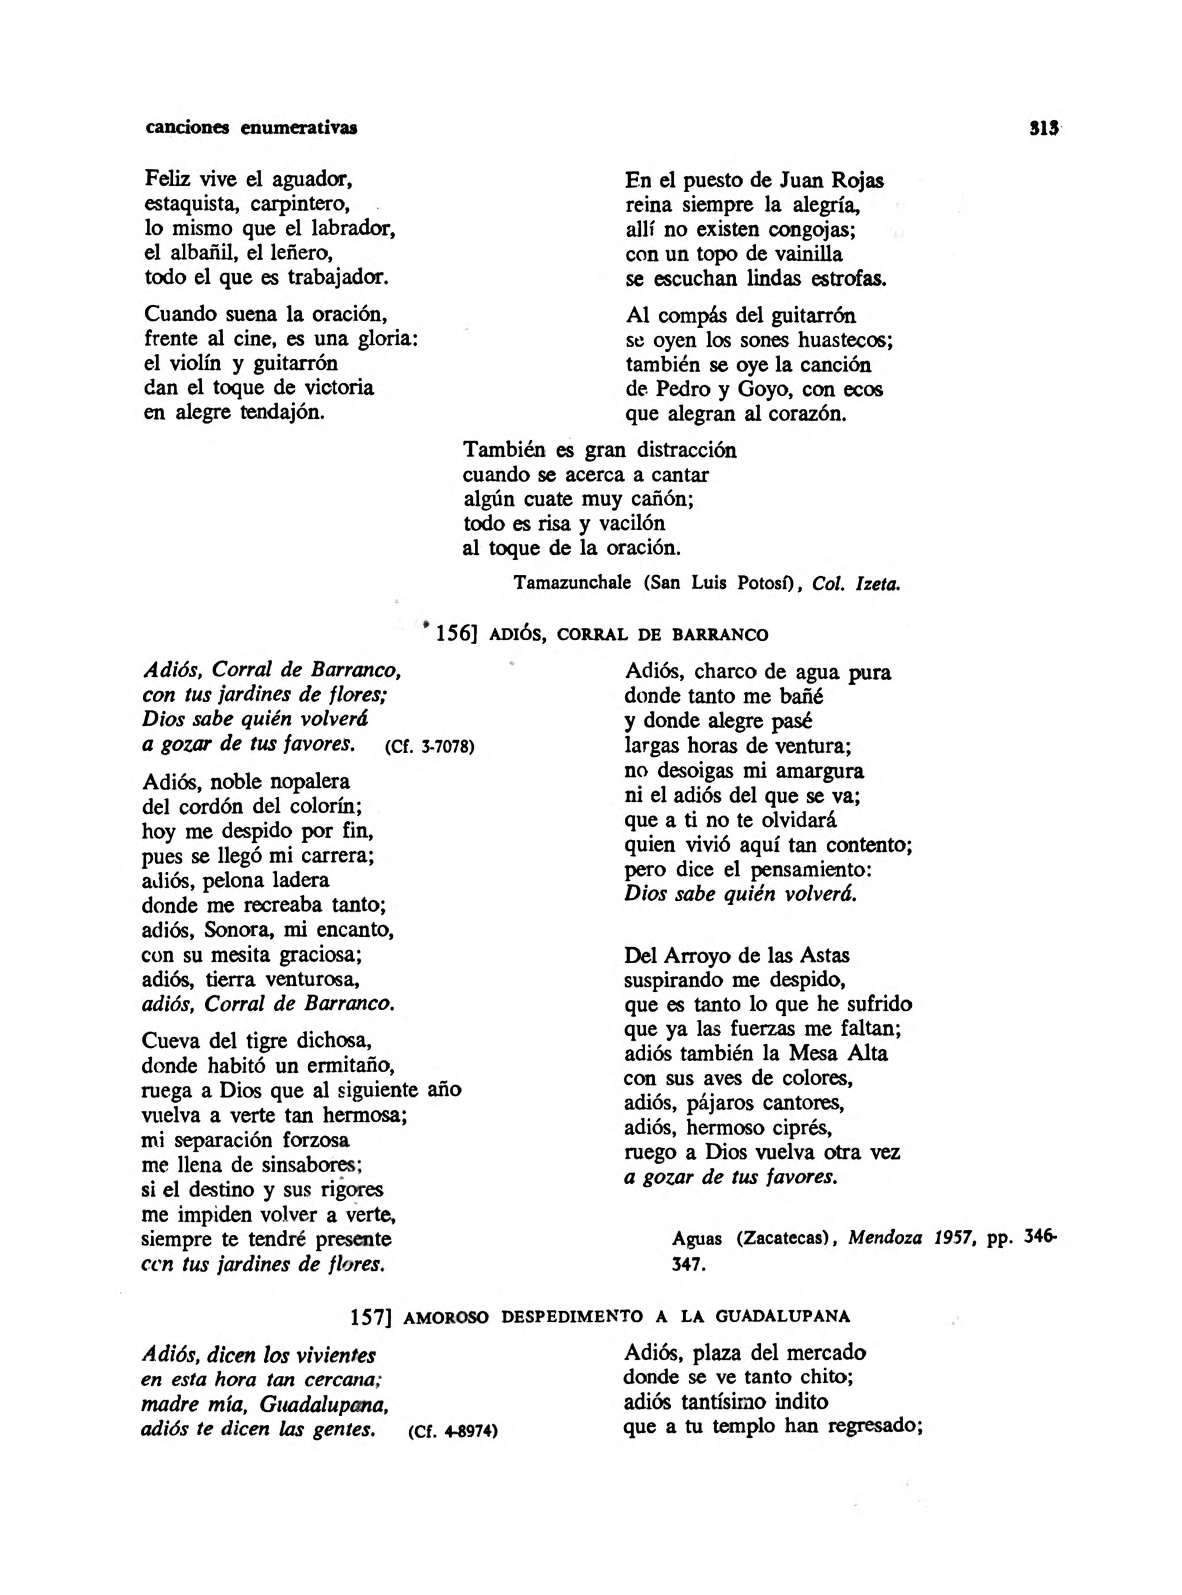 canciones enumerativas 313
Feliz vive el aguador,
estaquista, carpintero,
lo mismo que el labrador,
el albañil, el leñero,
todo el que es trabajador.
Cuando suena la oración,
frente al cine, es una gloria:
el violín y guitarrón
dan el toque de victoria
en alegre tendajón.
En el puesto de Juan Rojas
reina siempre la alegría,
allí no existen congojas;
con un topo de vainilla
se escuchan lindas estrofas.
Al compás del guitarrón
se oyen los sones huastecos;
también se oye la canción
de Pedro y Goyo, con ecos
que alegran al corazón.
También es gran distracción
cuando se acerca a cantar
algún cuate muy cañón;
todo es risa y vacilón
al toque de la oración.
Tamazunchale (San Luis Potosí), Col. Izeta.
* 156] ADIÓS, CORRAL DE BARRANCO
Adiós, Corral de Barranco,
con tus jardines de flores;
Dios sabe quién volverá
a gozar de tus favores. (Cf. 3-7078)
Adiós, noble nopalera
del cordón del colorín;
hoy me despido por fin,
pues se llegó mi carrera;
adiós, pelona ladera
donde me recreaba tanto;
adiós, Sonora, mi encanto,
con su mesita graciosa;
adiós, tierra venturosa,
adiós, Corral de Barranco.
Cueva del tigre dichosa,
donde habitó un ermitaño,
ruega a Dios que al siguiente año
vuelva a verte tan hermosa;
mi separación forzosa
me llena de sinsabores;
si el destino y sus rigores
me impiden volver a verte,
siempre te tendré presente
con tus jardines de flores.
Adiós, charco de agua pura
donde tanto me bañé
y donde alegre pasé
largas horas de ventura;
no desoigas mi amargura
ni el adiós del que se va;
que a ti no te olvidará
quien vivió aquí tan contento;
pero dice el pensamiento:
Dios sabe quién volverá.
Del Arroyo de las Astas
suspirando me despido,
que es tanto lo que he sufrido
que ya las fuerzas me faltan;
adiós también la Mesa Alta
con sus aves de colores,
adiós, pájaros cantores,
adiós, hermoso ciprés,
ruego a Dios vuelva otra vez
a gozar de tus favores.
Aguas (Zacatecas), Mendoza 1957, pp. 346-
347.
157] AMOROSO DESPEDIMENTO A LA GUADALUPANA
Adiós, dicen los vivientes
en esta hora tan cercana;
madre mía, Guadalupana,
adiós te dicen las gentes. (Cf. 4-8974)
Adiós, plaza del mercado
donde se ve tanto chito;
adiós tantísimo indito
que a tu templo han regresado;